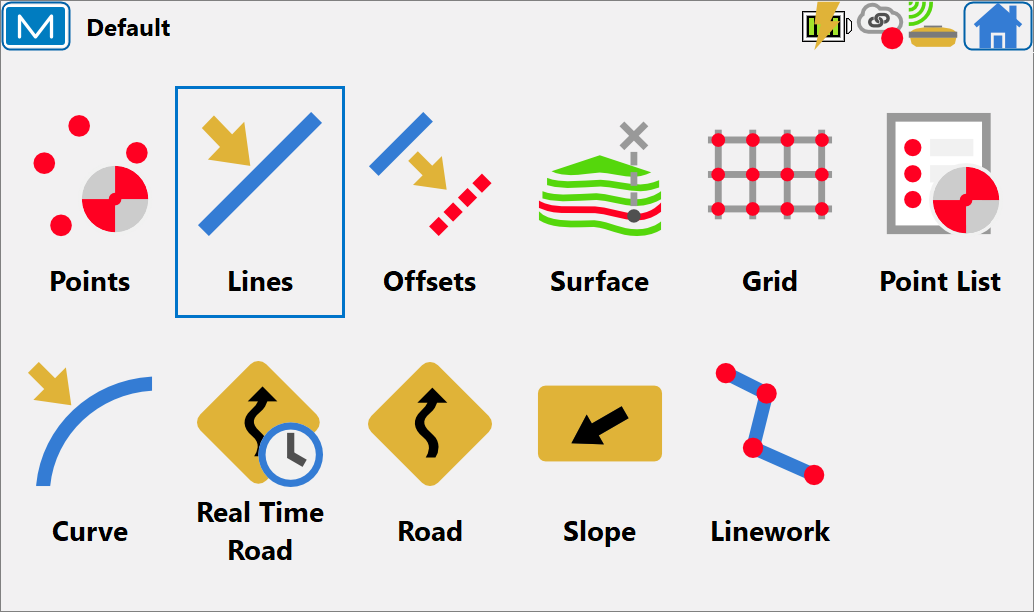 M Default
Points Lines Offsets Surface Grid Point List
Curve Real Time Road Road Slope Linework